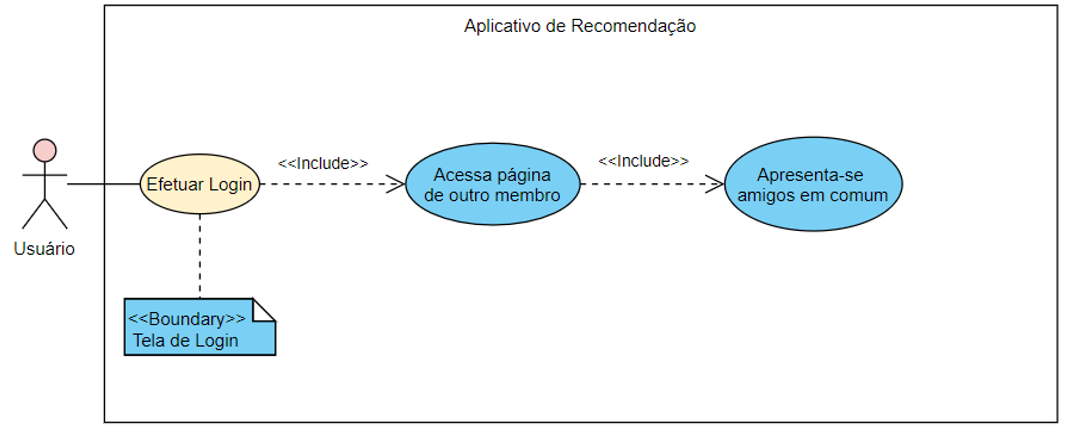 Aplicativo de Recomendação
Usuário
Efetuar Login
<<Include>>
Acessa página
de outro membro
<<Include>>
Apresenta-se
amigos em comum
<<Boundary>>
Tela de Login